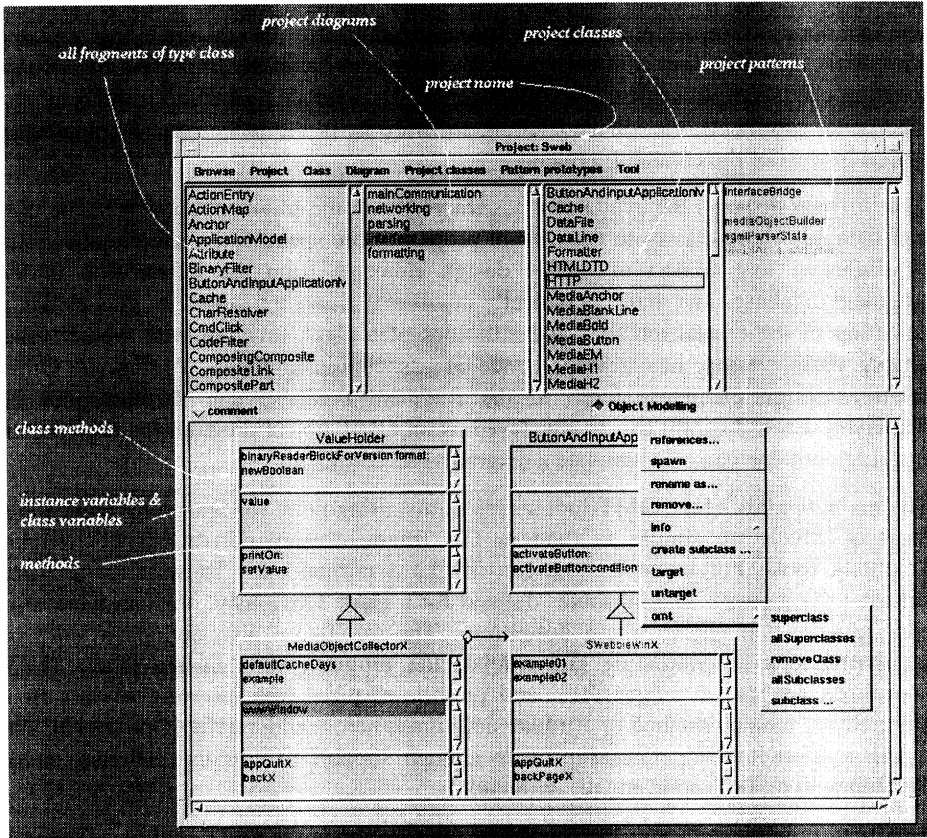 project diagrams
project classes
all fragments of type class
project patterns
project name
Project: Sweb
Browse Project Class Diagram Project classes Pattern prototypes Tool
ActionEntry
ActionMap
Anchor
ApplicationModel
Attribute
BinaryFilter
ButtonAndInputApplicationM
Cache
CharResolver
CmdClick
CodeFilter
ComposingComposite
CompositeLink
CompositePart
mainCommunication
networking
parsing
formatting
ButtonAndInputApplicationM
Cache
DataFile
DataLine
Formatter
HTMLDTD
HTTP
MediaAnchor
MediaBlankLine
MediaBold
MediaButton
MediaEM
MediaH1
MediaH2
interfaceBridge
mediaObjectBuilder
sgmlParserState
comment
Object Modelling
class methods
instance variables &
class variables
methods
ValueHolder
binaryReaderBlockForVersion:format:
newBoolean
value
printOn:
setValue:
ButtonAndInputApp
activateButton:
activateButton:condition
references...
spawn
rename as...
remove...
info
create subclass ...
target
untarget
omt
superclass
allSuperclasses
removeClass
allSubclasses
subclass ...
MediaObjectCollectorX
defaultCacheDays
example
wwwWindow
appQuitX
backX
example01
example02
appQuitX
backPageX